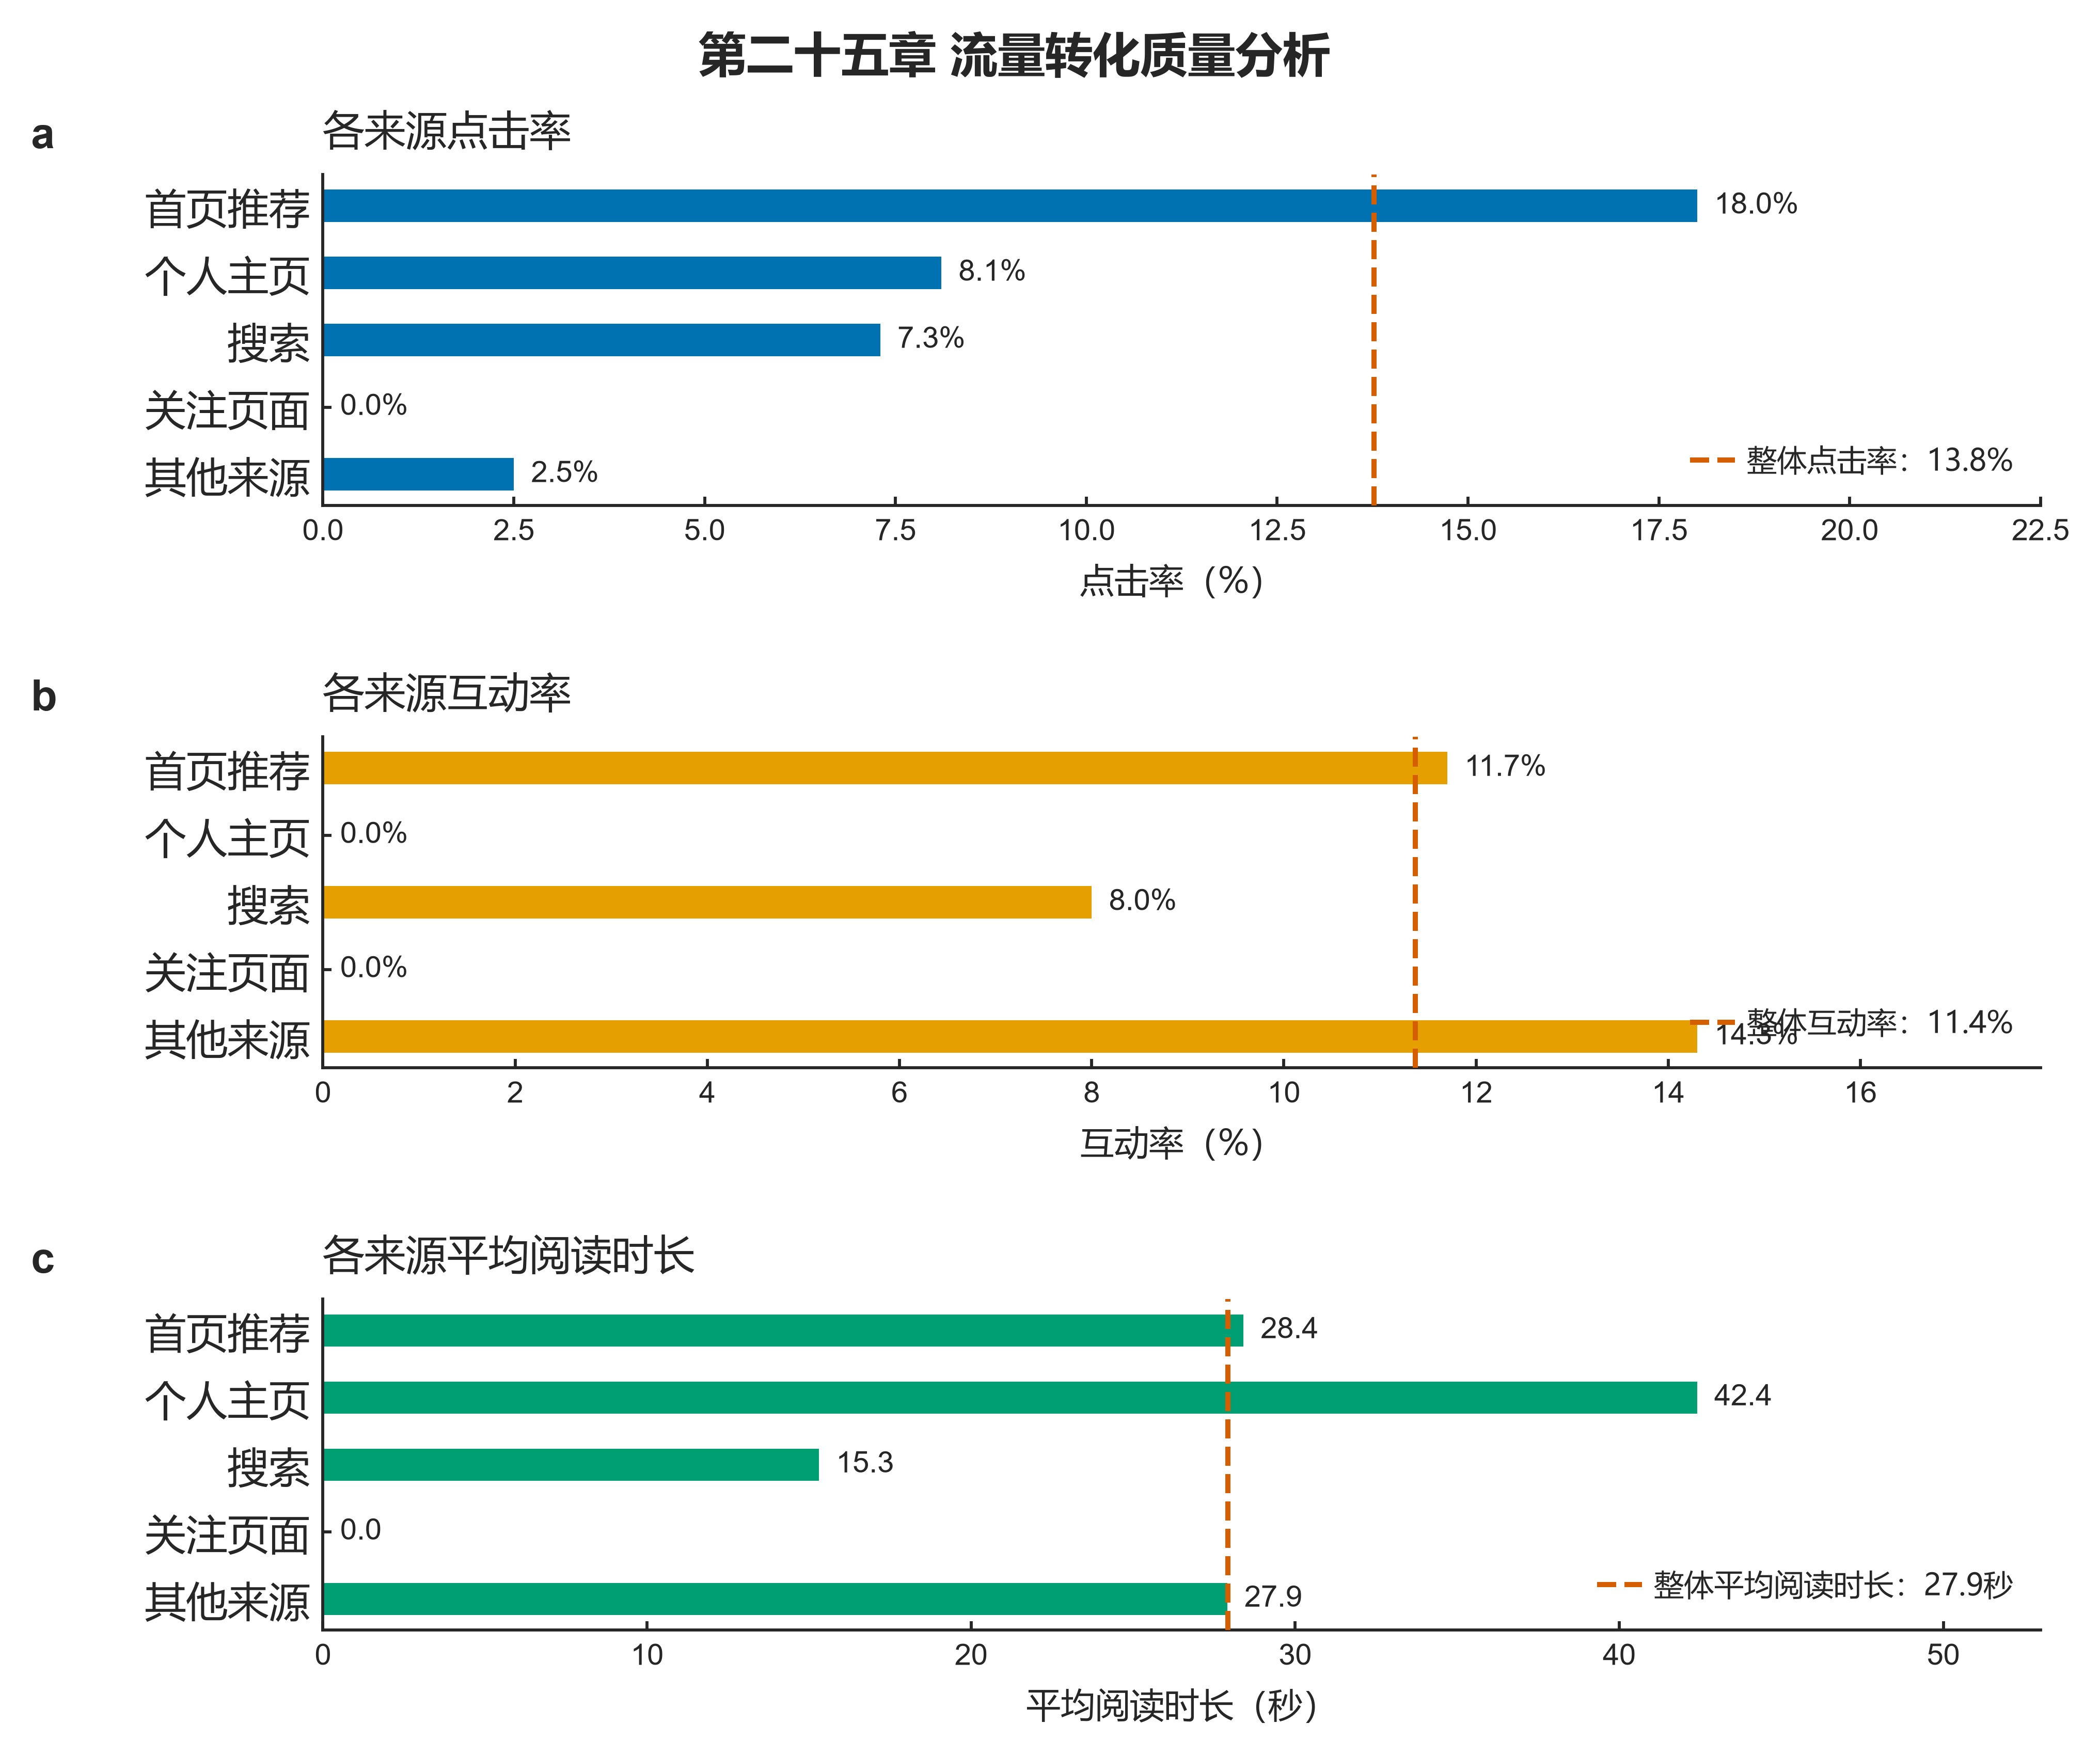 第二十五章 流量转化质量分析
a
各来源点击率
首页推荐
18.0%
个人主页
8.1%
搜索
7.3%
关注页面
0.0%
其他来源
2.5%
整体点击率：13.8%
0.0 2.5 5.0 7.5 10.0 12.5 15.0 17.5 20.0 22.5
点击率（%）
b
各来源互动率
首页推荐
11.7%
个人主页
0.0%
搜索
8.0%
关注页面
0.0%
其他来源
14.3%
整体互动率：11.4%
0 2 4 6 8 10 12 14 16
互动率（%）
c
各来源平均阅读时长
首页推荐
28.4
个人主页
42.4
搜索
15.3
关注页面
0.0
其他来源
27.9
整体平均阅读时长：27.9秒
0 10 20 30 40 50
平均阅读时长（秒）